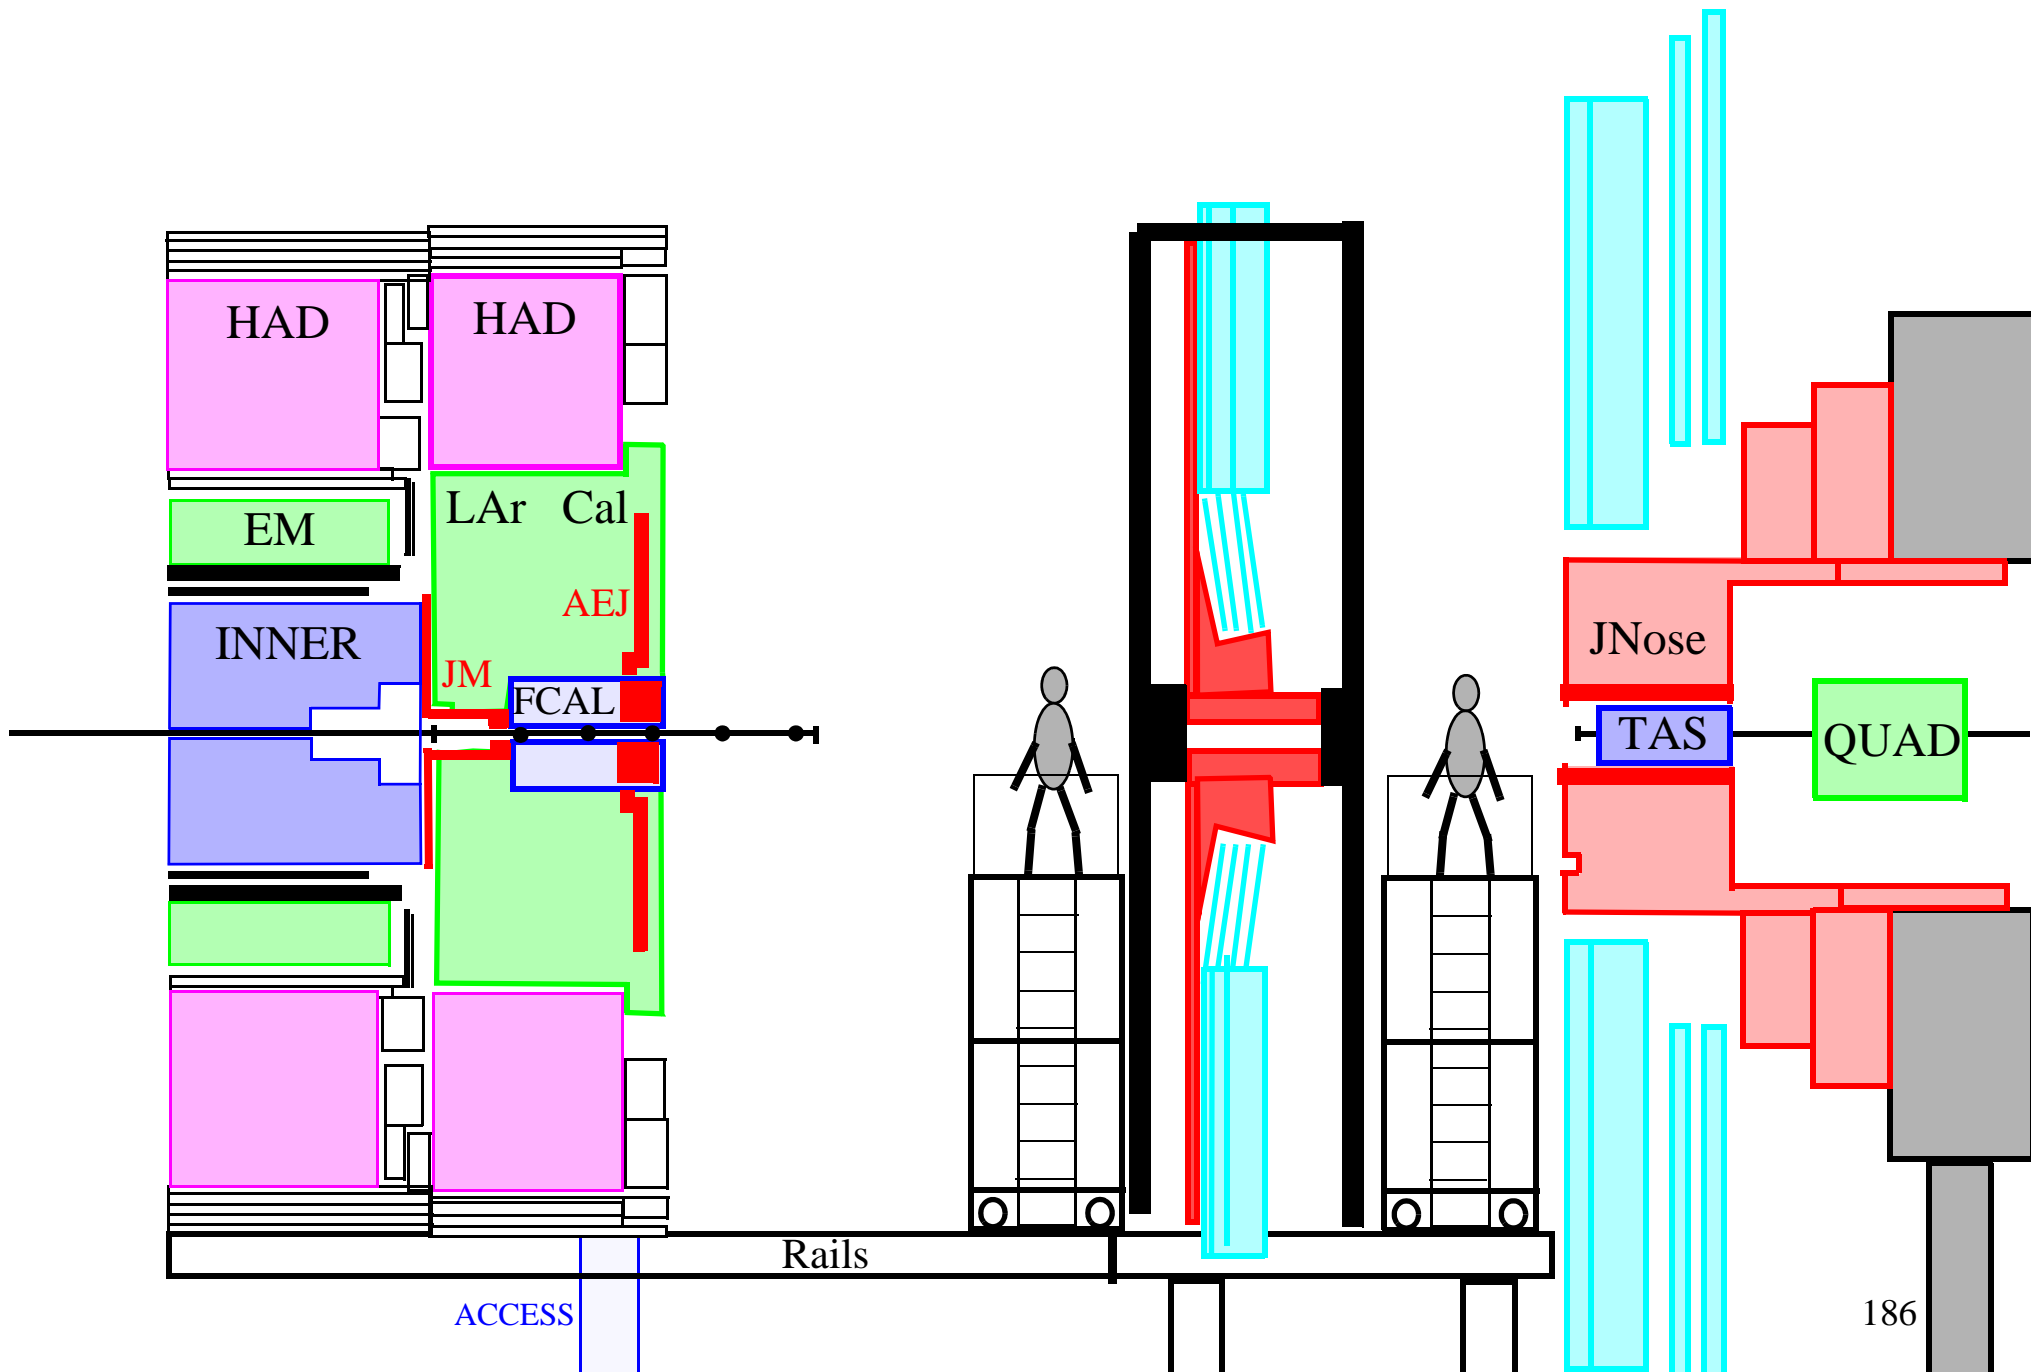 HAD
HAD
LAr Cal
EM
AEJ
INNER
JM
FCAL
JNose
TAS
QUAD
Rails
ACCESS
186